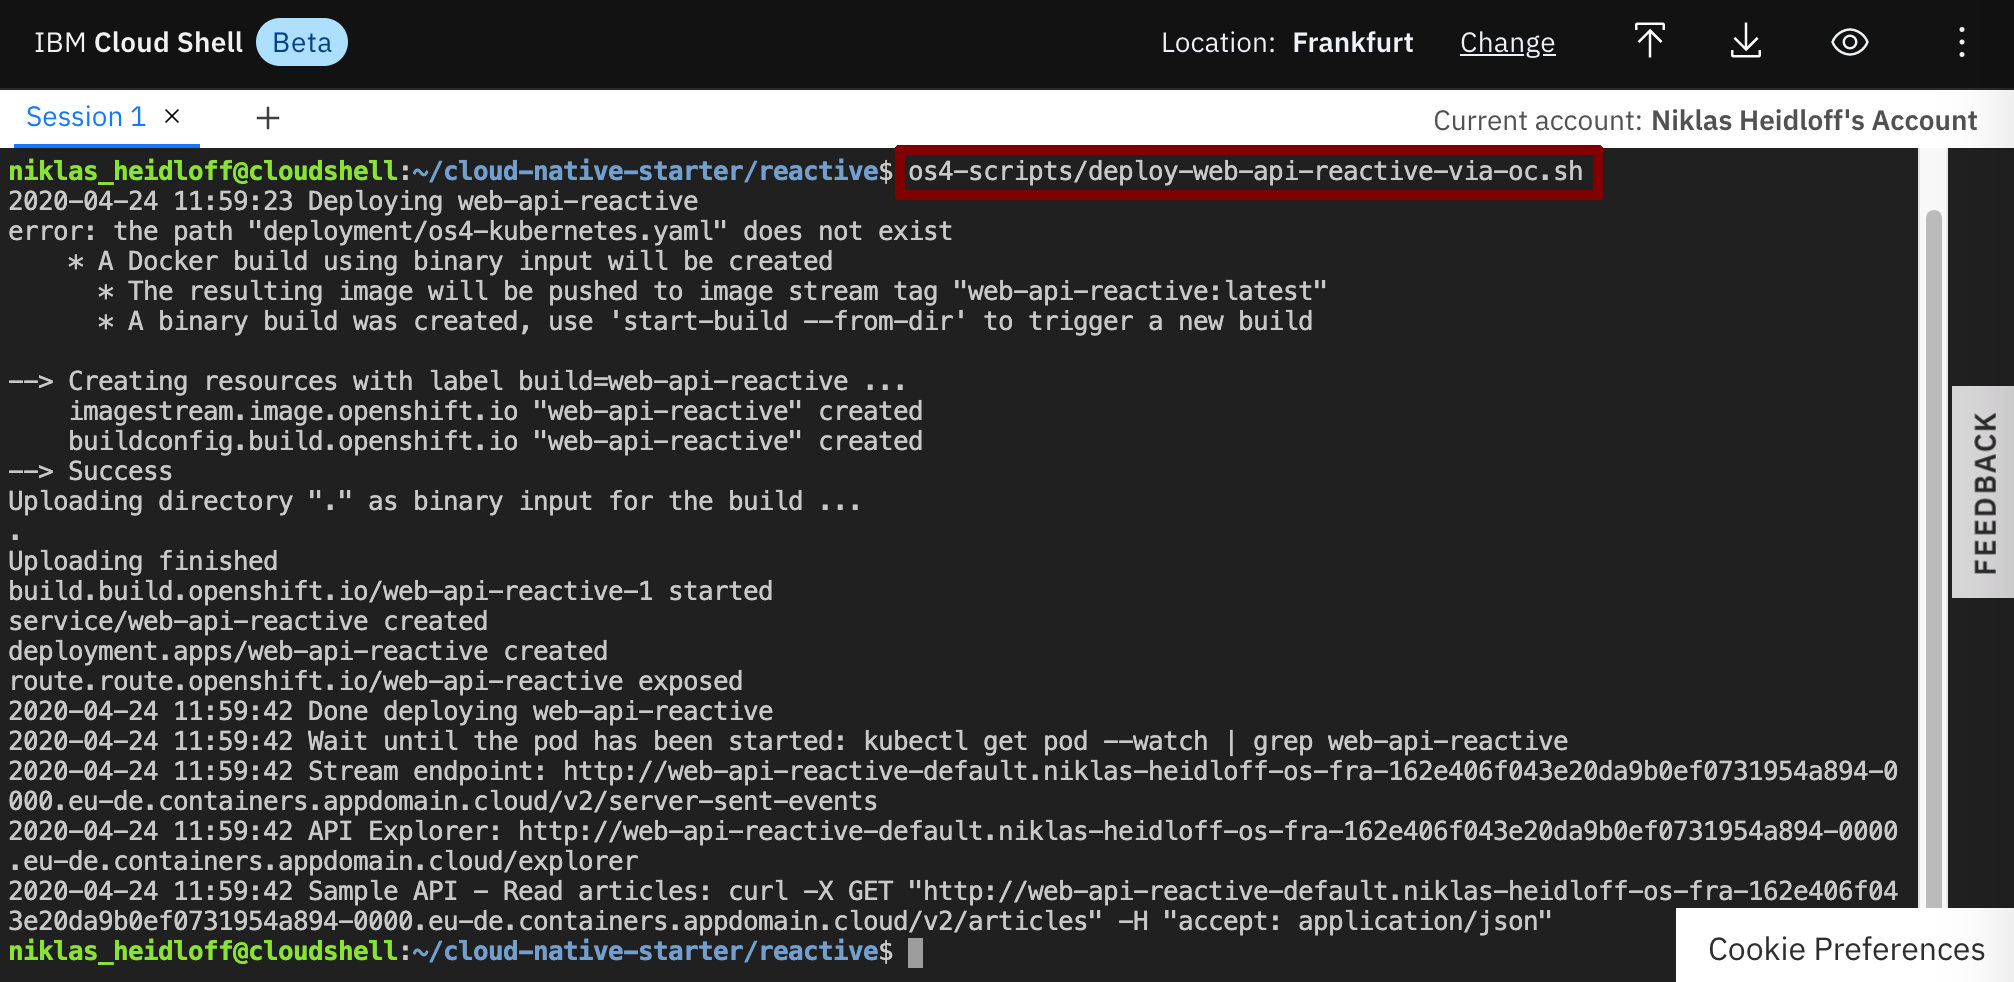 IBM Cloud Shell Beta Location: Frankfurt Change
Session 1 × + Current account: Niklas Heidloff's Account
niklas_heidloff@cloudshell:~/cloud-native-starter/reactive$ os4-scripts/deploy-web-api-reactive-via-oc.sh
2020-04-24 11:59:23 Deploying web-api-reactive
error: the path "deployment/os4-kubernetes.yaml" does not exist
    * A Docker build using binary input will be created
      * The resulting image will be pushed to image stream tag "web-api-reactive:latest"
      * A binary build was created, use 'start-build --from-dir' to trigger a new build
--> Creating resources with label build=web-api-reactive ...
    imagestream.image.openshift.io "web-api-reactive" created
    buildconfig.build.openshift.io "web-api-reactive" created
--> Success
Uploading directory "." as binary input for the build ...
.
Uploading finished
build.build.openshift.io/web-api-reactive-1 started
service/web-api-reactive created
deployment.apps/web-api-reactive created
route.route.openshift.io/web-api-reactive exposed
2020-04-24 11:59:42 Done deploying web-api-reactive
2020-04-24 11:59:42 Wait until the pod has been started: kubectl get pod --watch | grep web-api-reactive
2020-04-24 11:59:42 Stream endpoint: http://web-api-reactive-default.niklas-heidloff-os-fra-162e406f043e20da9b0ef0731954a894-0
000.eu-de.containers.appdomain.cloud/v2/server-sent-events
2020-04-24 11:59:42 API Explorer: http://web-api-reactive-default.niklas-heidloff-os-fra-162e406f043e20da9b0ef0731954a894-0000
.eu-de.containers.appdomain.cloud/explorer
2020-04-24 11:59:42 Sample API - Read articles: curl -X GET "http://web-api-reactive-default.niklas-heidloff-os-fra-162e406f04
3e20da9b0ef0731954a894-0000.eu-de.containers.appdomain.cloud/v2/articles" -H "accept: application/json"
niklas_heidloff@cloudshell:~/cloud-native-starter/reactive$
FEEDBACK
Cookie Preferences